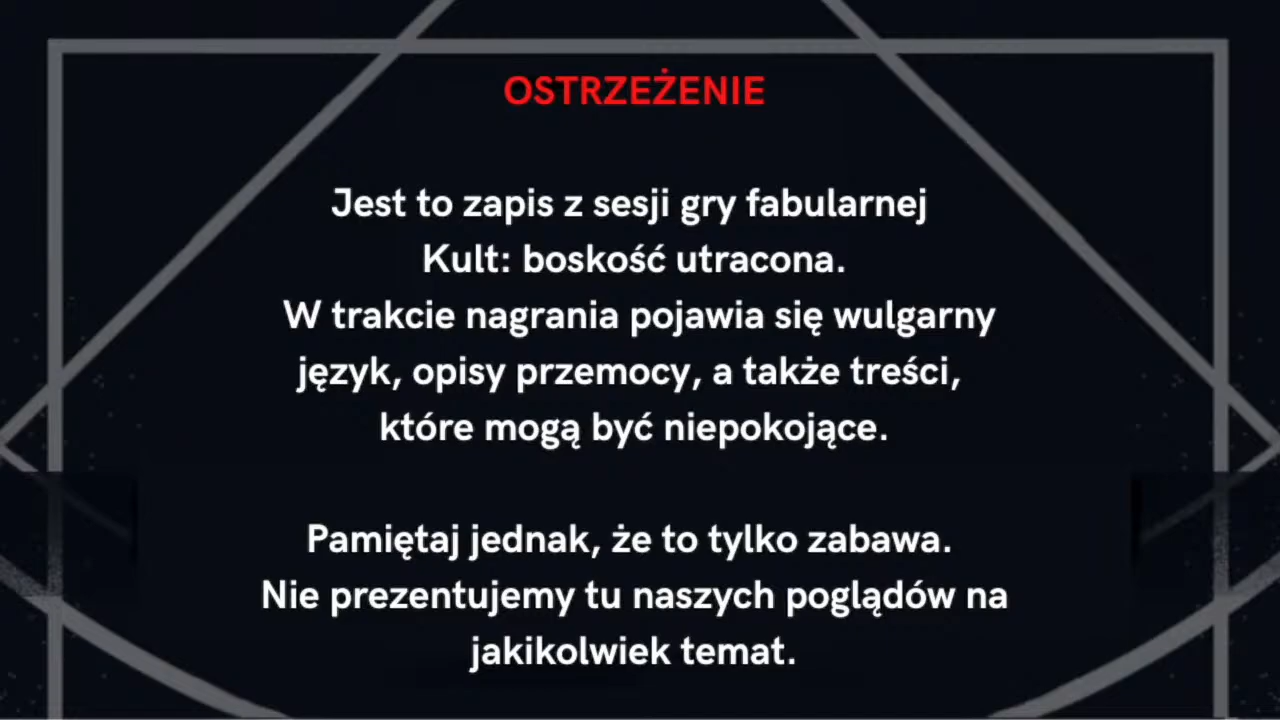 OSTRZEŻENIE
Jest to zapis z sesji gry fabularnej
Kult: boskość utracona.
W trakcie nagrania pojawia się wulgarny
język, opisy przemocy, a także treści,
które mogą być niepokojące.
Pamiętaj jednak, że to tylko zabawa.
Nie prezentujemy tu naszych poglądów na
jakikolwiek temat.